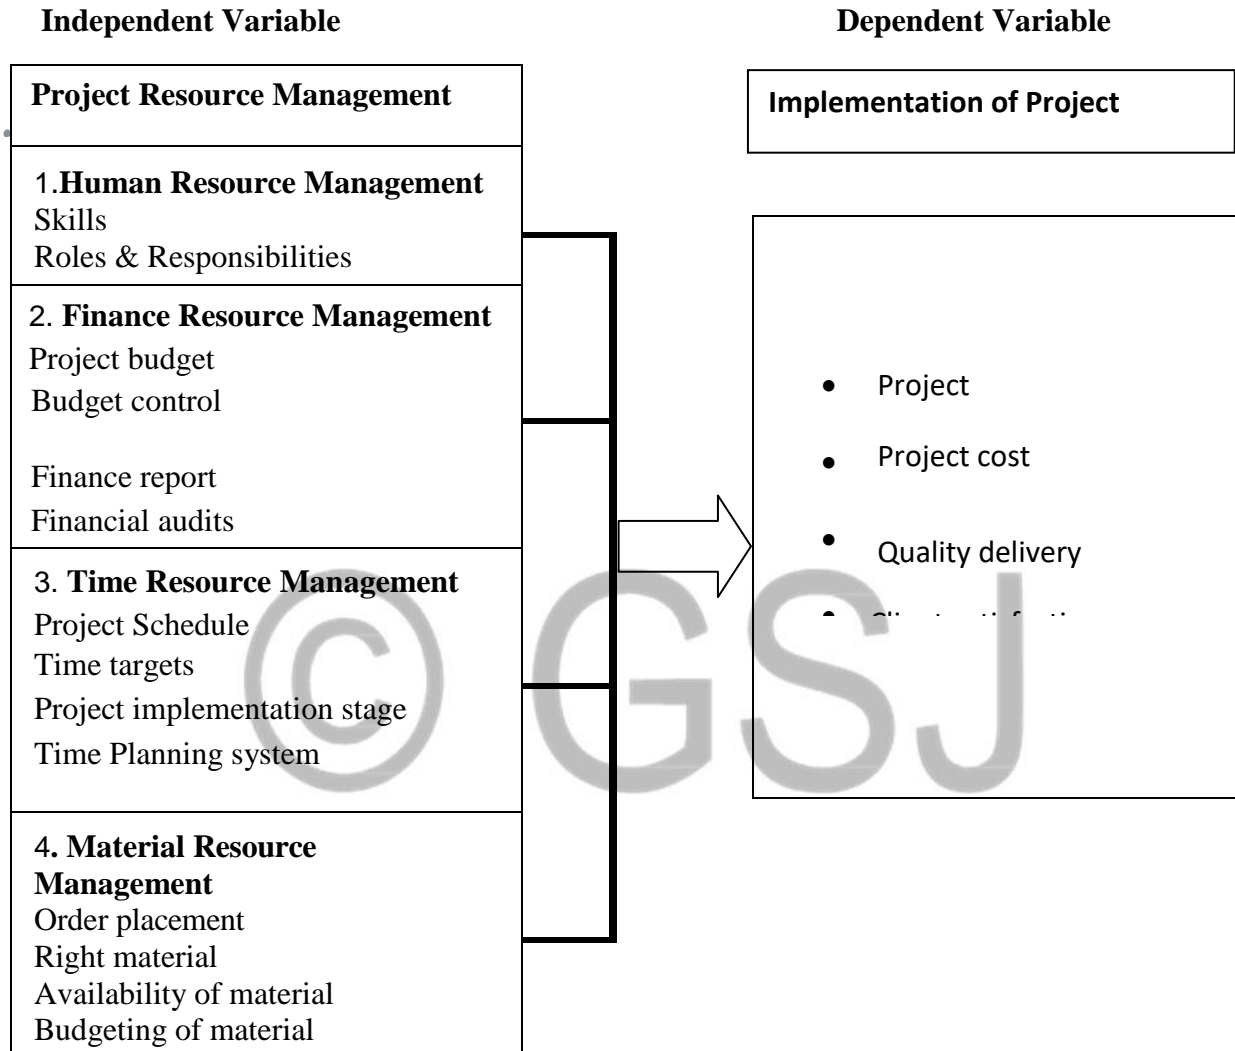 Independent Variable
Dependent Variable
Project Resource Management
1.Human Resource Management
Skills
Roles & Responsibilities
2. Finance Resource Management
Project budget
Budget control
Finance report
Financial audits
3. Time Resource Management
Project Schedule
Time targets
Project implementation stage
Time Planning system
4. Material Resource
Management
Order placement
Right material
Availability of material
Budgeting of material
Implementation of Project
• Project
• Project cost
• Quality delivery
© GSJ